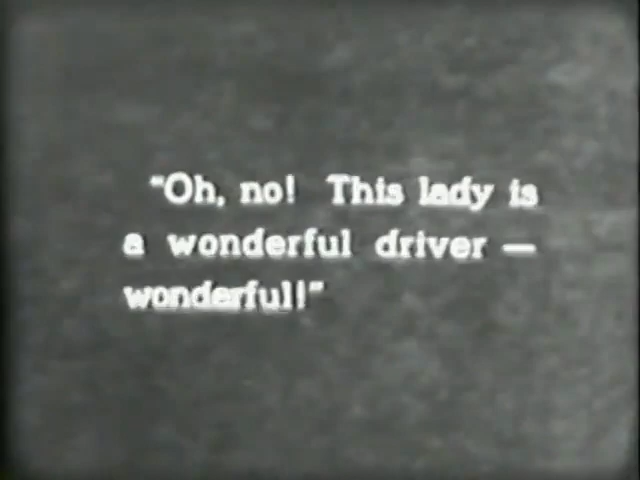 "Oh, no! This lady is
a wonderful driver —
wonderful!"